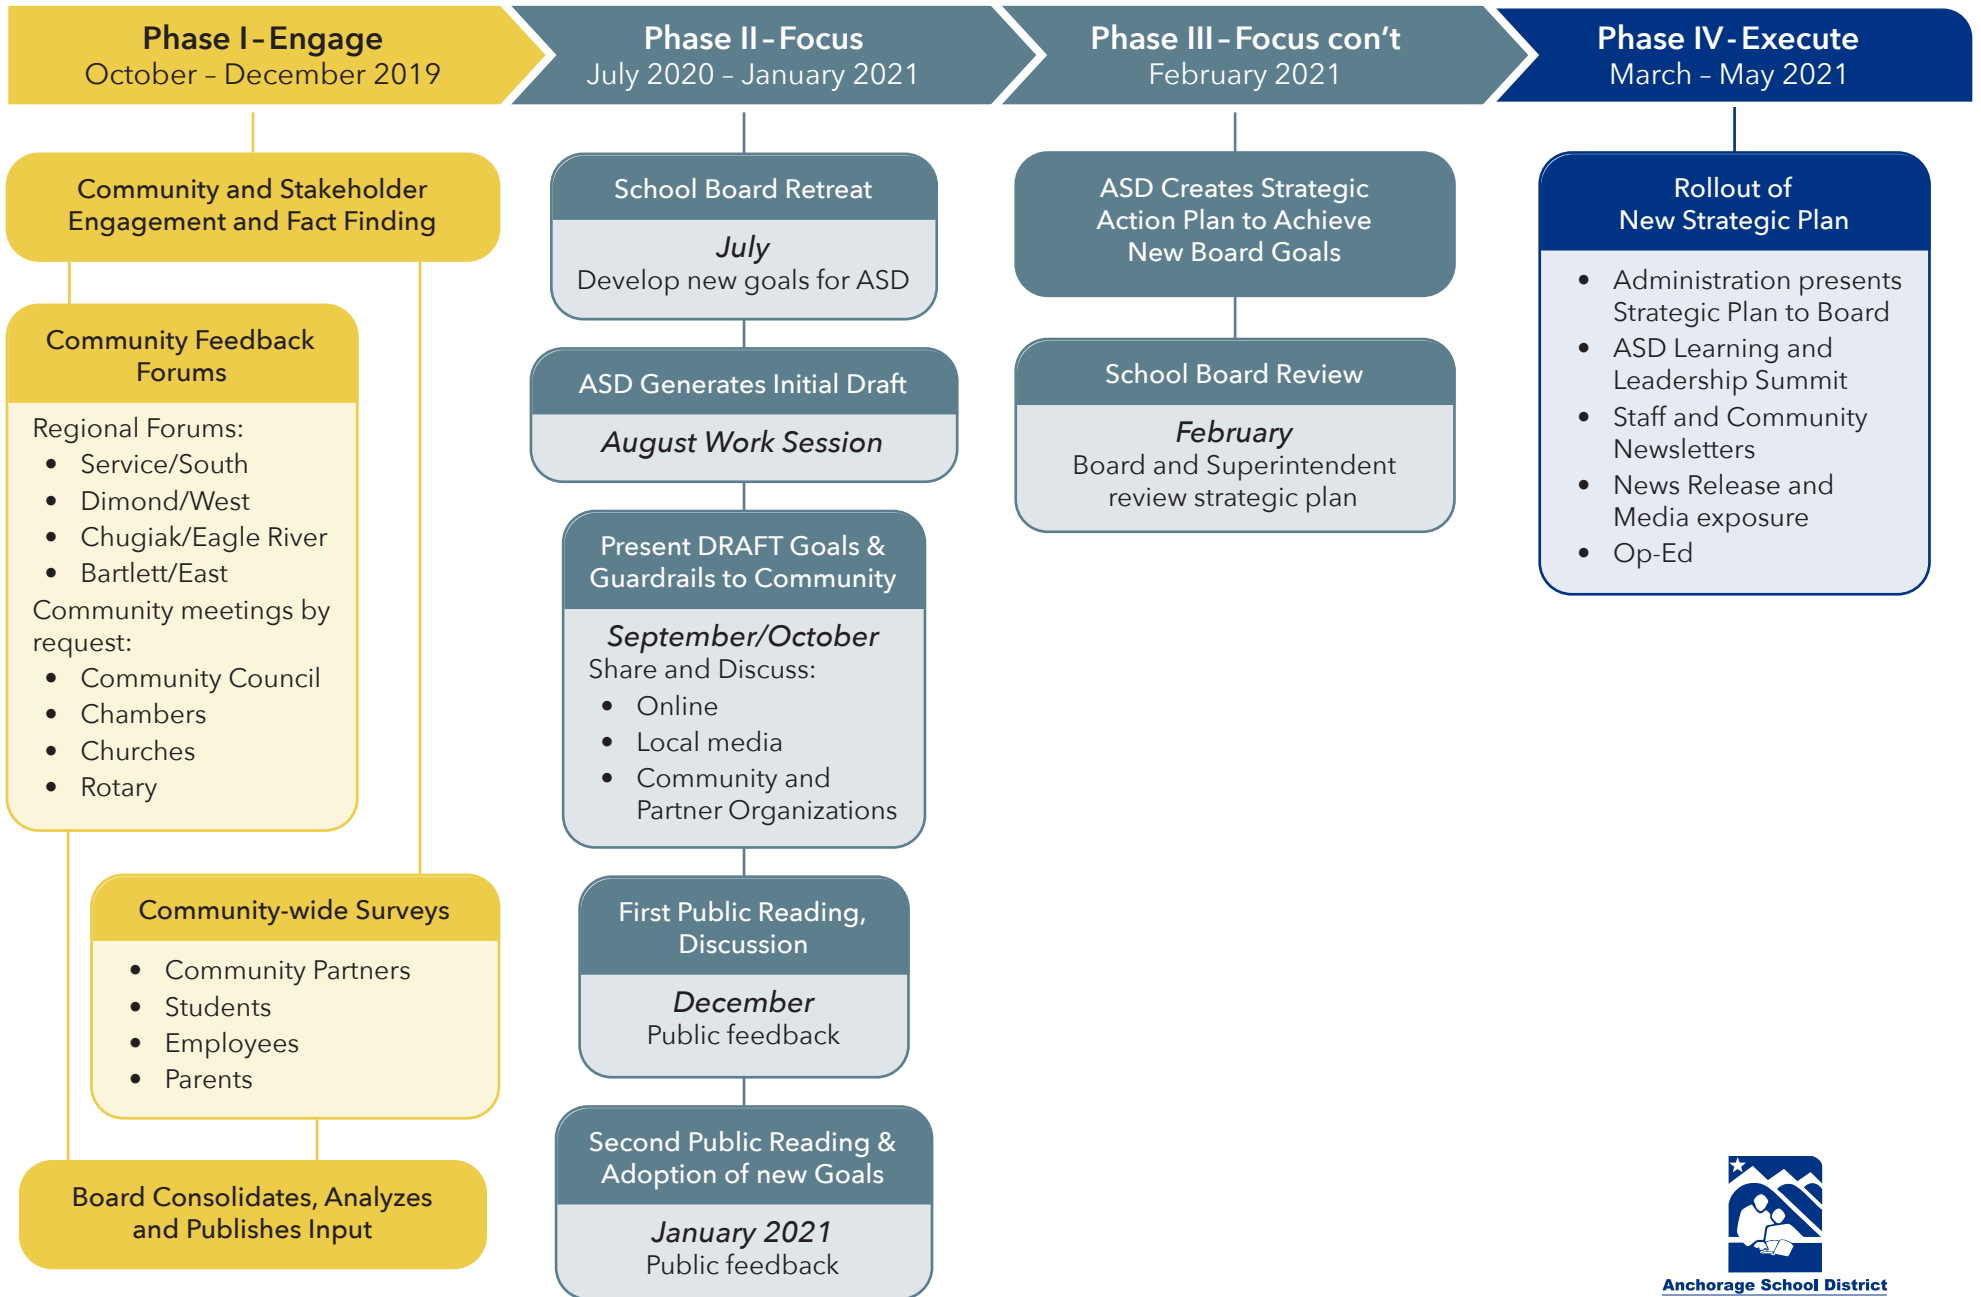 Phase I – Engage
October – December 2019
Phase II – Focus
July 2020 – January 2021
Phase III – Focus con't
February 2021
Phase IV - Execute
March – May 2021
Community and Stakeholder
Engagement and Fact Finding
Community Feedback
Forums
Regional Forums:
• Service/South
• Dimond/West
• Chugiak/Eagle River
• Bartlett/East
Community meetings by
request:
• Community Council
• Chambers
• Churches
• Rotary
Community-wide Surveys
• Community Partners
• Students
• Employees
• Parents
Board Consolidates, Analyzes
and Publishes Input
School Board Retreat
July
Develop new goals for ASD
ASD Generates Initial Draft
August Work Session
Present DRAFT Goals &
Guardrails to Community
September/October
Share and Discuss:
• Online
• Local media
• Community and
Partner Organizations
First Public Reading,
Discussion
December
Public feedback
Second Public Reading &
Adoption of new Goals
January 2021
Public feedback
ASD Creates Strategic
Action Plan to Achieve
New Board Goals
School Board Review
February
Board and Superintendent
review strategic plan
Rollout of
New Strategic Plan
• Administration presents
Strategic Plan to Board
• ASD Learning and
Leadership Summit
• Staff and Community
Newsletters
• News Release and
Media exposure
• Op-Ed
Anchorage School District